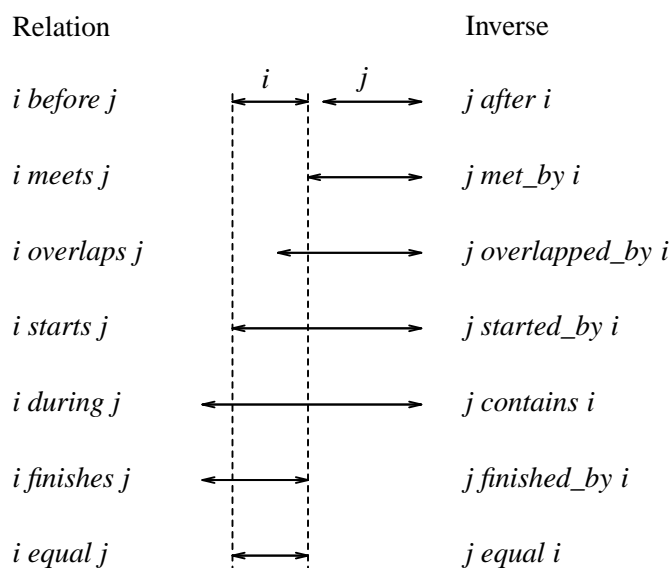 Relation Inverse
i j
i before j j after i
i meets j j met_by i
i overlaps j j overlapped_by i
i starts j j started_by i
i during j j contains i
i finishes j j finished_by i
i equal j j equal i